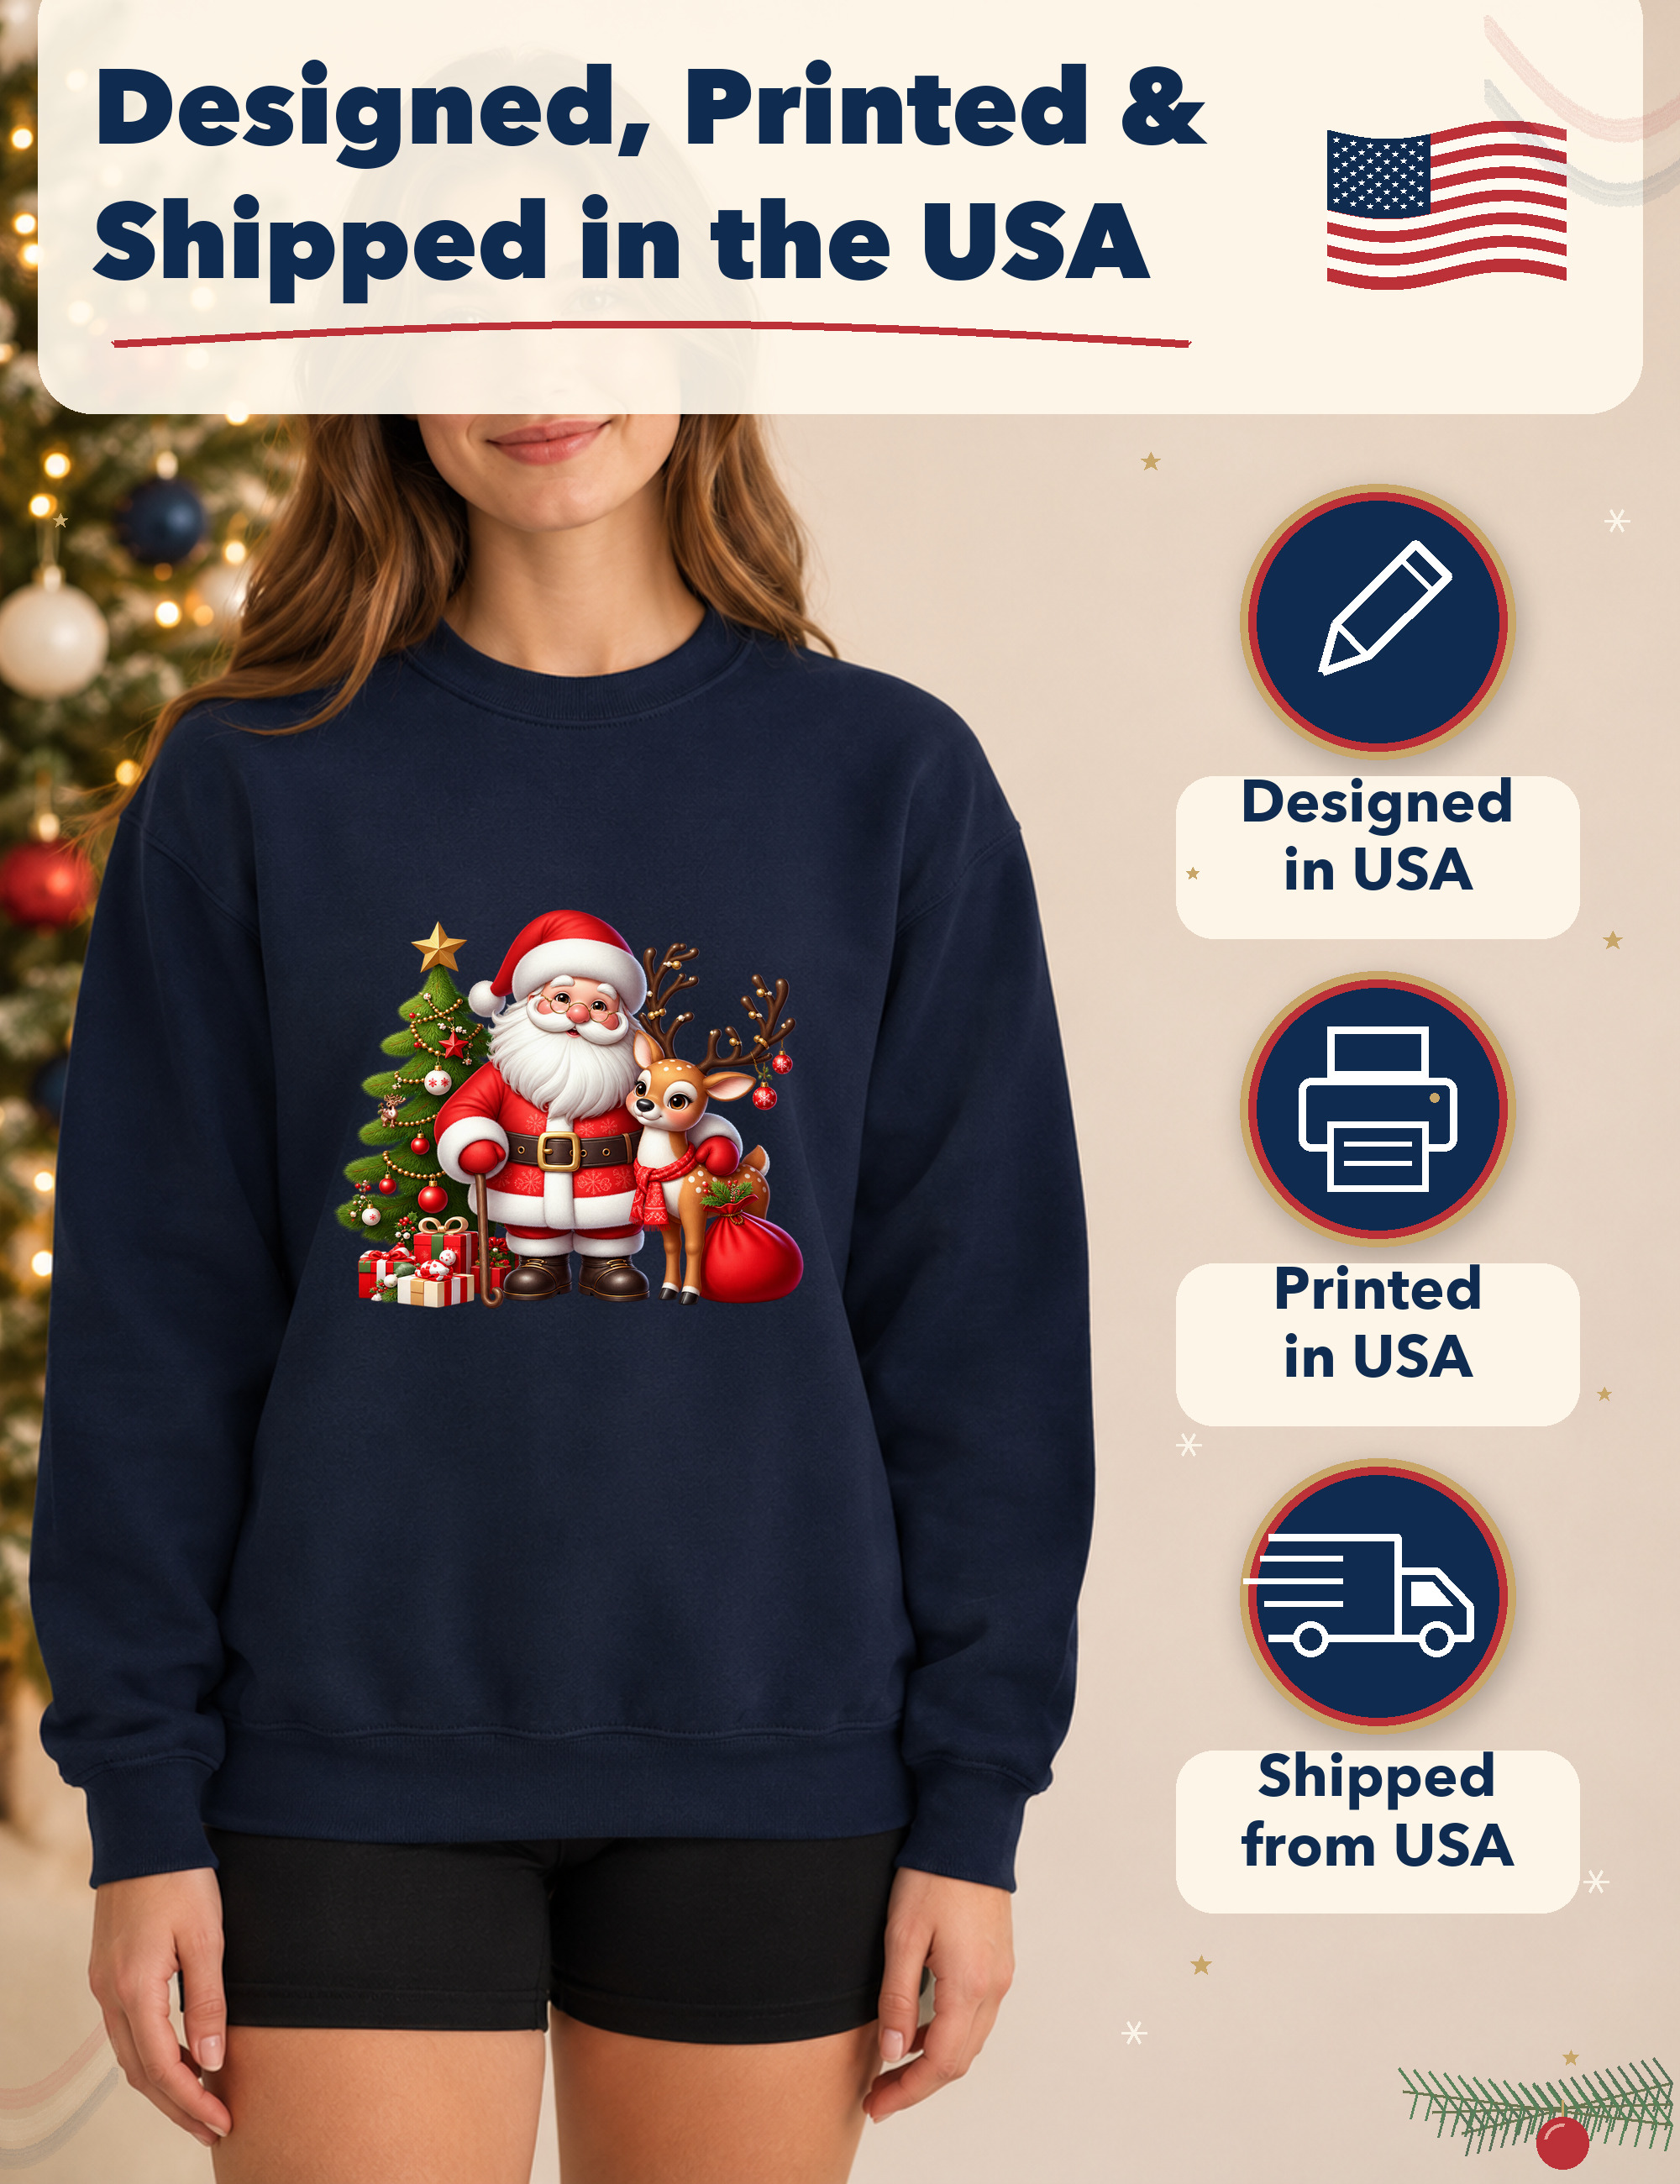 Designed, Printed &
Shipped in the USA
Designed
in USA
Printed
in USA
Shipped
from USA